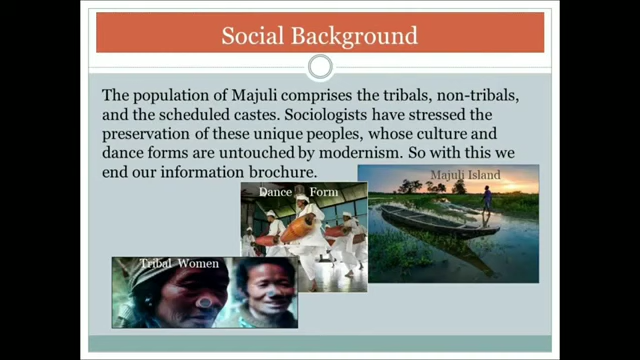 Social Background
The population of Majuli comprises the tribals, non-tribals,
and the scheduled castes. Sociologists have stressed the
preservation of these unique peoples, whose culture and
dance forms are untouched by modernism. So with this we
end our information brochure.
Majuli Island
Dance Form
Tribal Women